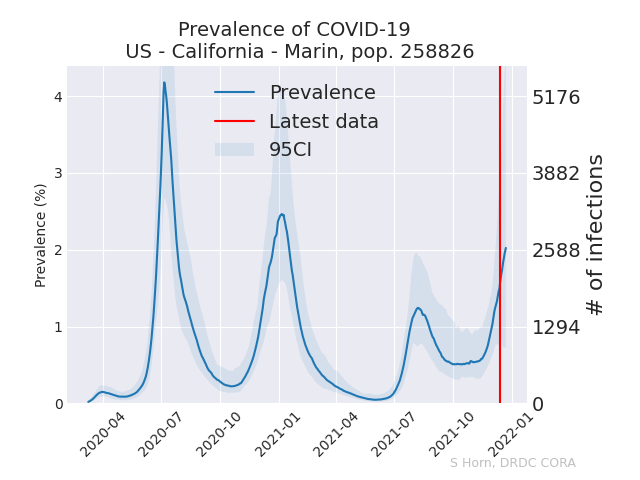 Prevalence of COVID-19
US - California - Marin, pop. 258826
Prevalence
Latest data
95CI
Prevalence (%)
4
3
2
1
0
5176
3882
2588
1294
0
# of infections
2020-04
2020-07
2020-10
2021-01
2021-04
2021-07
2021-10
2022-01
S Horn, DRDC CORA